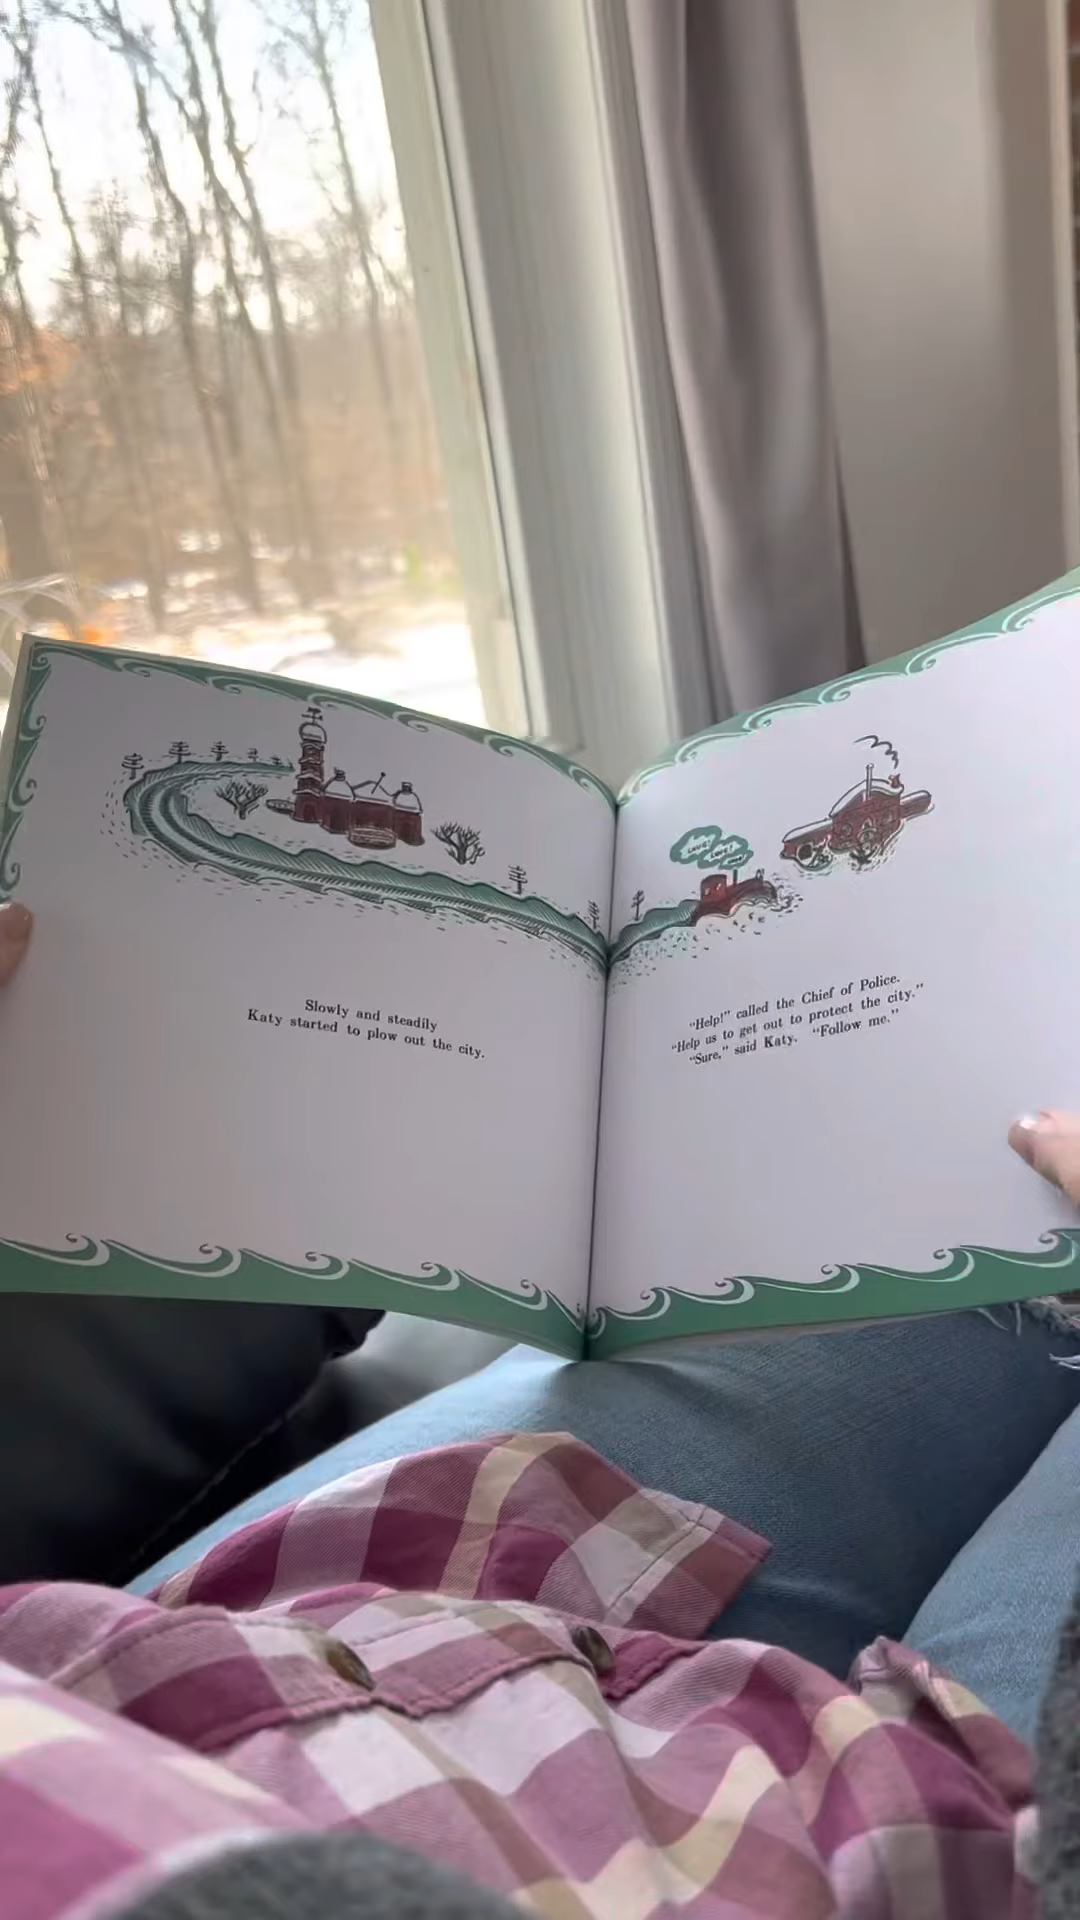 Slowly and steadily
Katy started to plow out the city.
"Help!" called the Chief of Police.
"Help us to get out to protect the city."
"Sure," said Katy. "Follow me."